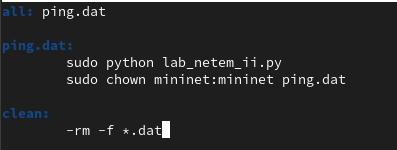 all: ping.dat
ping.dat:
sudo python lab_netem_ii.py
sudo chown mininet:mininet ping.dat
clean:
-rm -f *.dat